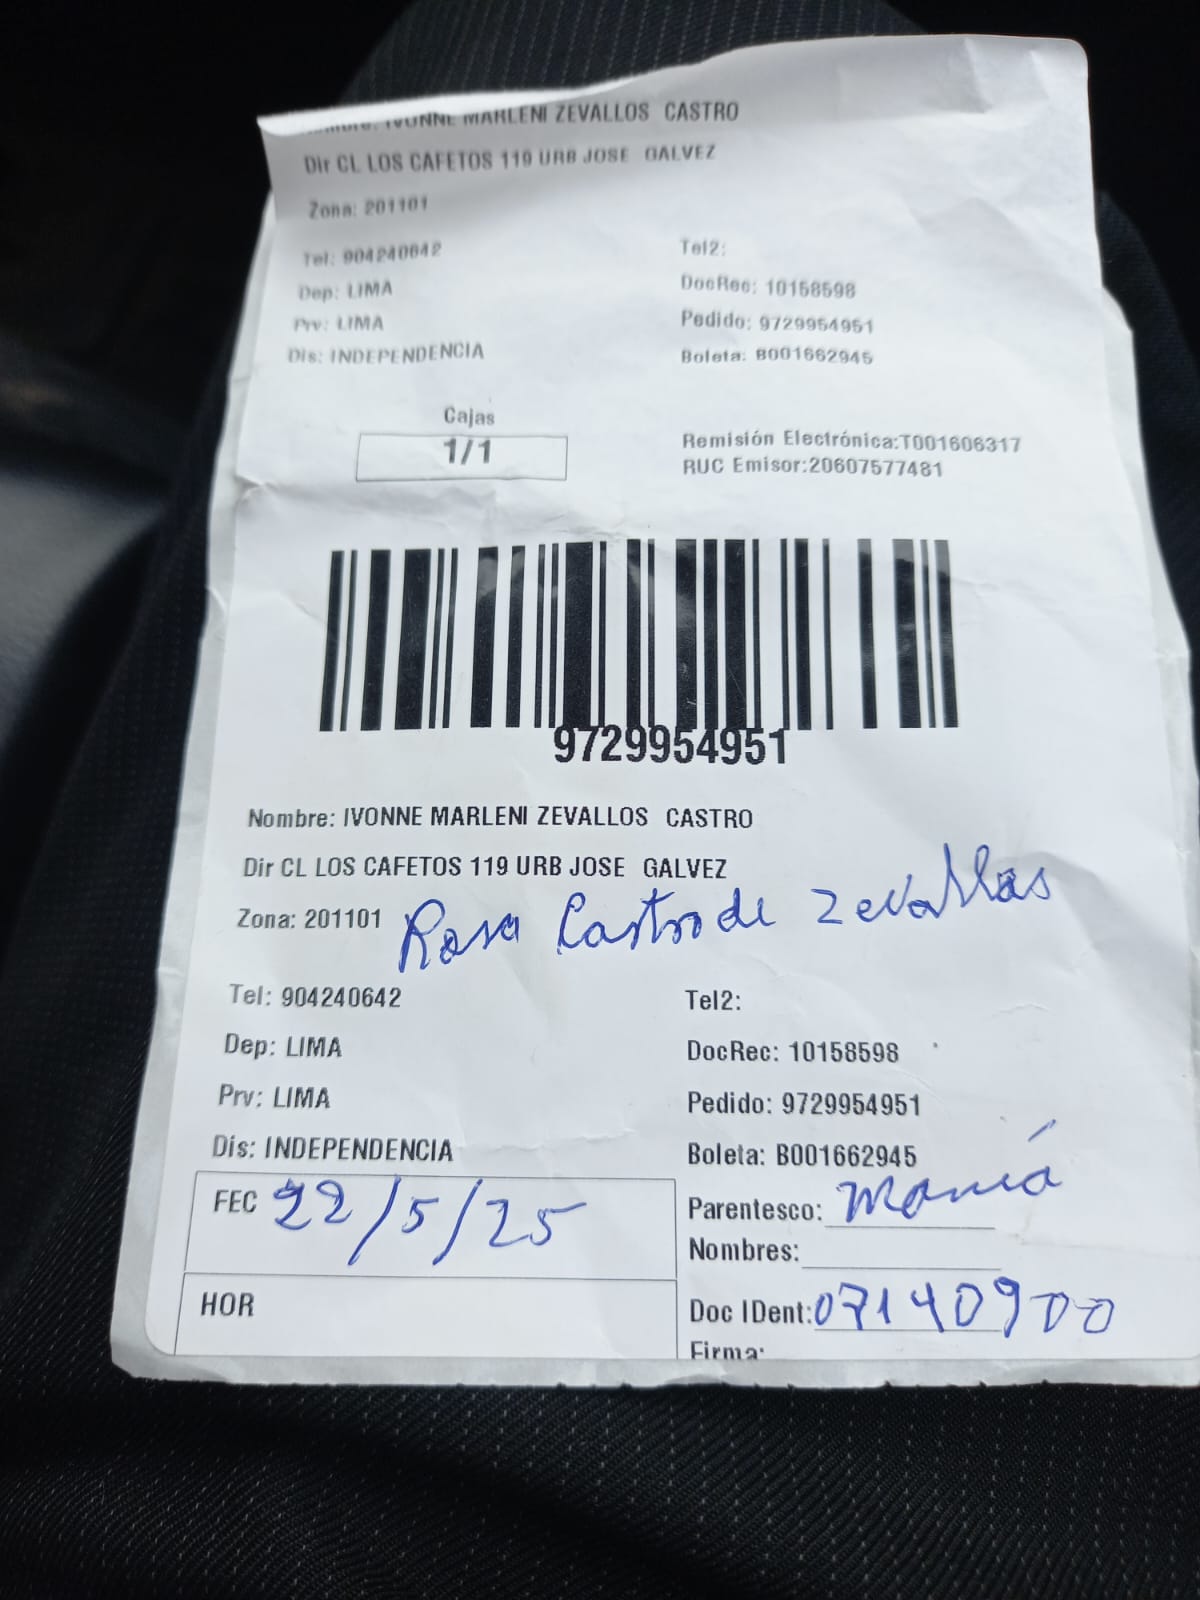 Nombre: IVONNE MARLENI ZEVALLOS CASTRO
Dir CL LOS CAFETOS 119 URB JOSE GALVEZ
Zona: 201101
Tel: 904240642 Tel2:
Dep: LIMA DocRec: 10158598
Prv: LIMA Pedido: 9729954951
Dis: INDEPENDENCIA Boleta: B001662945
Cajas
1/1
Remisión Electrónica:T001606317
RUC Emisor:20607577481
9729954951
Nombre: IVONNE MARLENI ZEVALLOS CASTRO
Dir CL LOS CAFETOS 119 URB JOSE GALVEZ
Zona: 201101 Rosa Castro de Zevallos
Tel: 904240642 Tel2:
Dep: LIMA DocRec: 10158598
Prv: LIMA Pedido: 9729954951
Dis: INDEPENDENCIA Boleta: B001662945
FEC 22/5/25
Parentesco: Mamá
Nombres:
HOR
Doc IDent: 07140900
Firma: